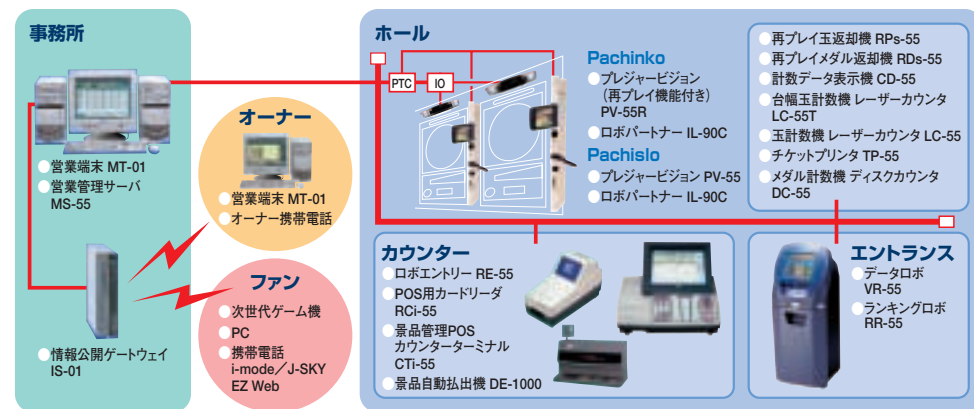 事務所
営業端末 MT-01
営業管理サーバ
MS-55
情報公開ゲートウェイ
IS-01
オーナー
営業端末 MT-01
オーナー携帯電話
ファン
次世代ゲーム機
PC
携帯電話
i-mode／J-SKY
EZ Web
ホール
PTC
IO
Pachinko
プレジャービジョン
（再プレイ機能付き）
PV-55R
ロボパートナー IL-90C
Pachislo
プレジャービジョン PV-55
ロボパートナー IL-90C
再プレイ玉返却機 RPs-55
再プレイメダル返却機 RDs-55
計数データ表示機 CD-55
台幅玉計数機 レーザーカウンタ
LC-55T
玉計数機 レーザーカウンタ LC-55
チケットプリンタ TP-55
メダル計数機 ディスクカウンタ
DC-55
カウンター
ロボエントリー RE-55
POS用カードリーダ
RCi-55
景品管理POS
カウンターターミナル
CTi-55
景品自動払出機 DE-1000
エントランス
データロボ
VR-55
ランキングロボ
RR-55